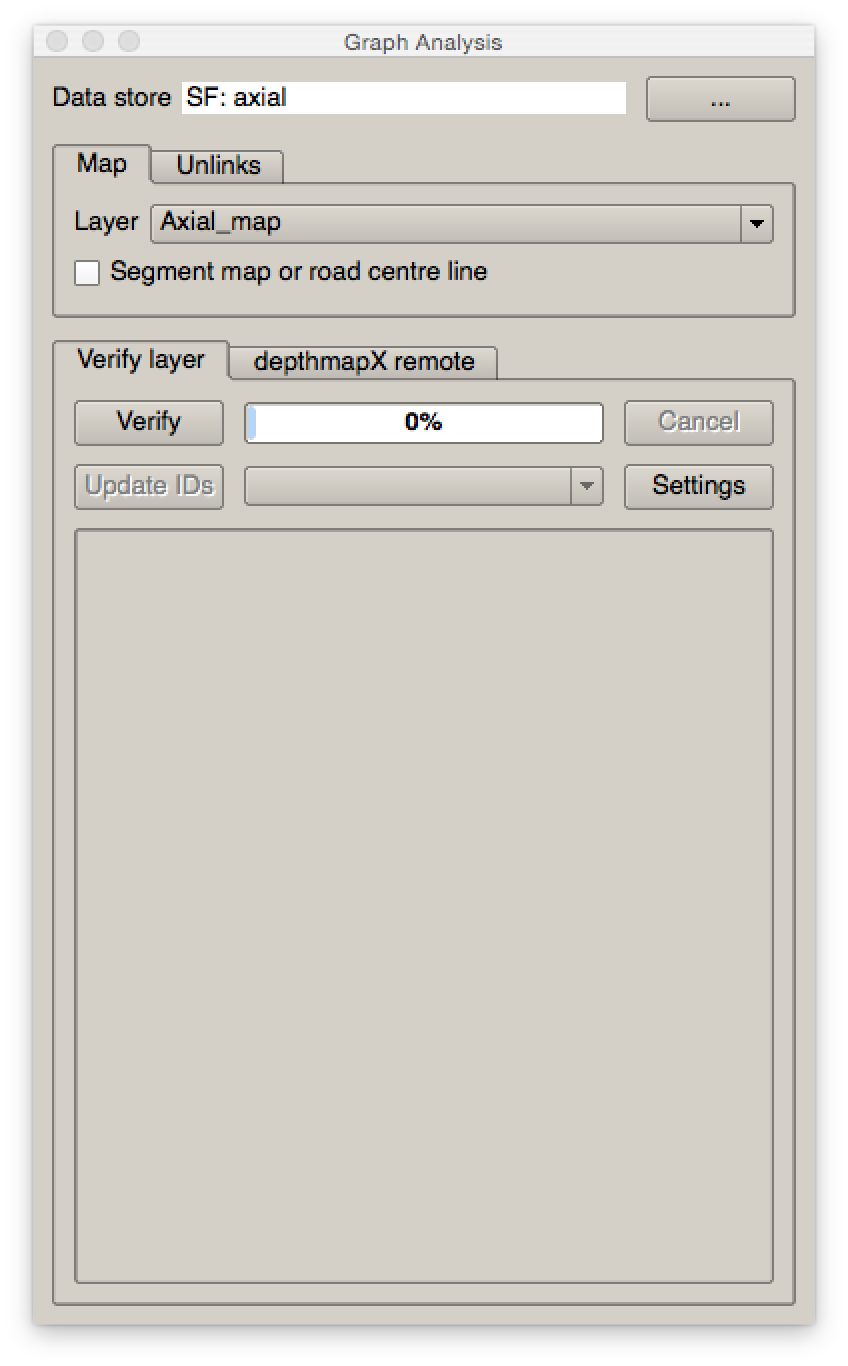 Graph Analysis
Data store SF: axial ...
Map Unlinks
Layer Axial_map
Segment map or road centre line
Verify layer depthmapX remote
Verify 0% Cancel
Update IDs Settings